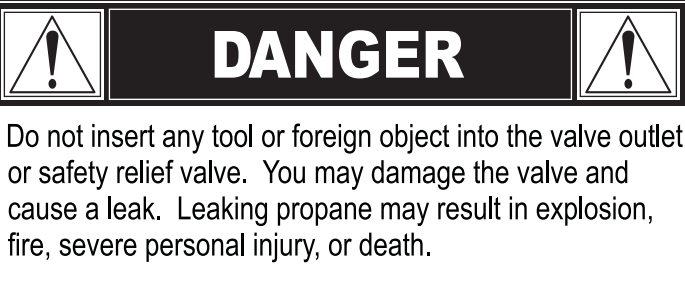 DANGER
Do not insert any tool or foreign object into the valve outlet
or safety relief valve.  You may damage the valve and
cause a leak.  Leaking propane may result in explosion,
fire, severe personal injury, or death.